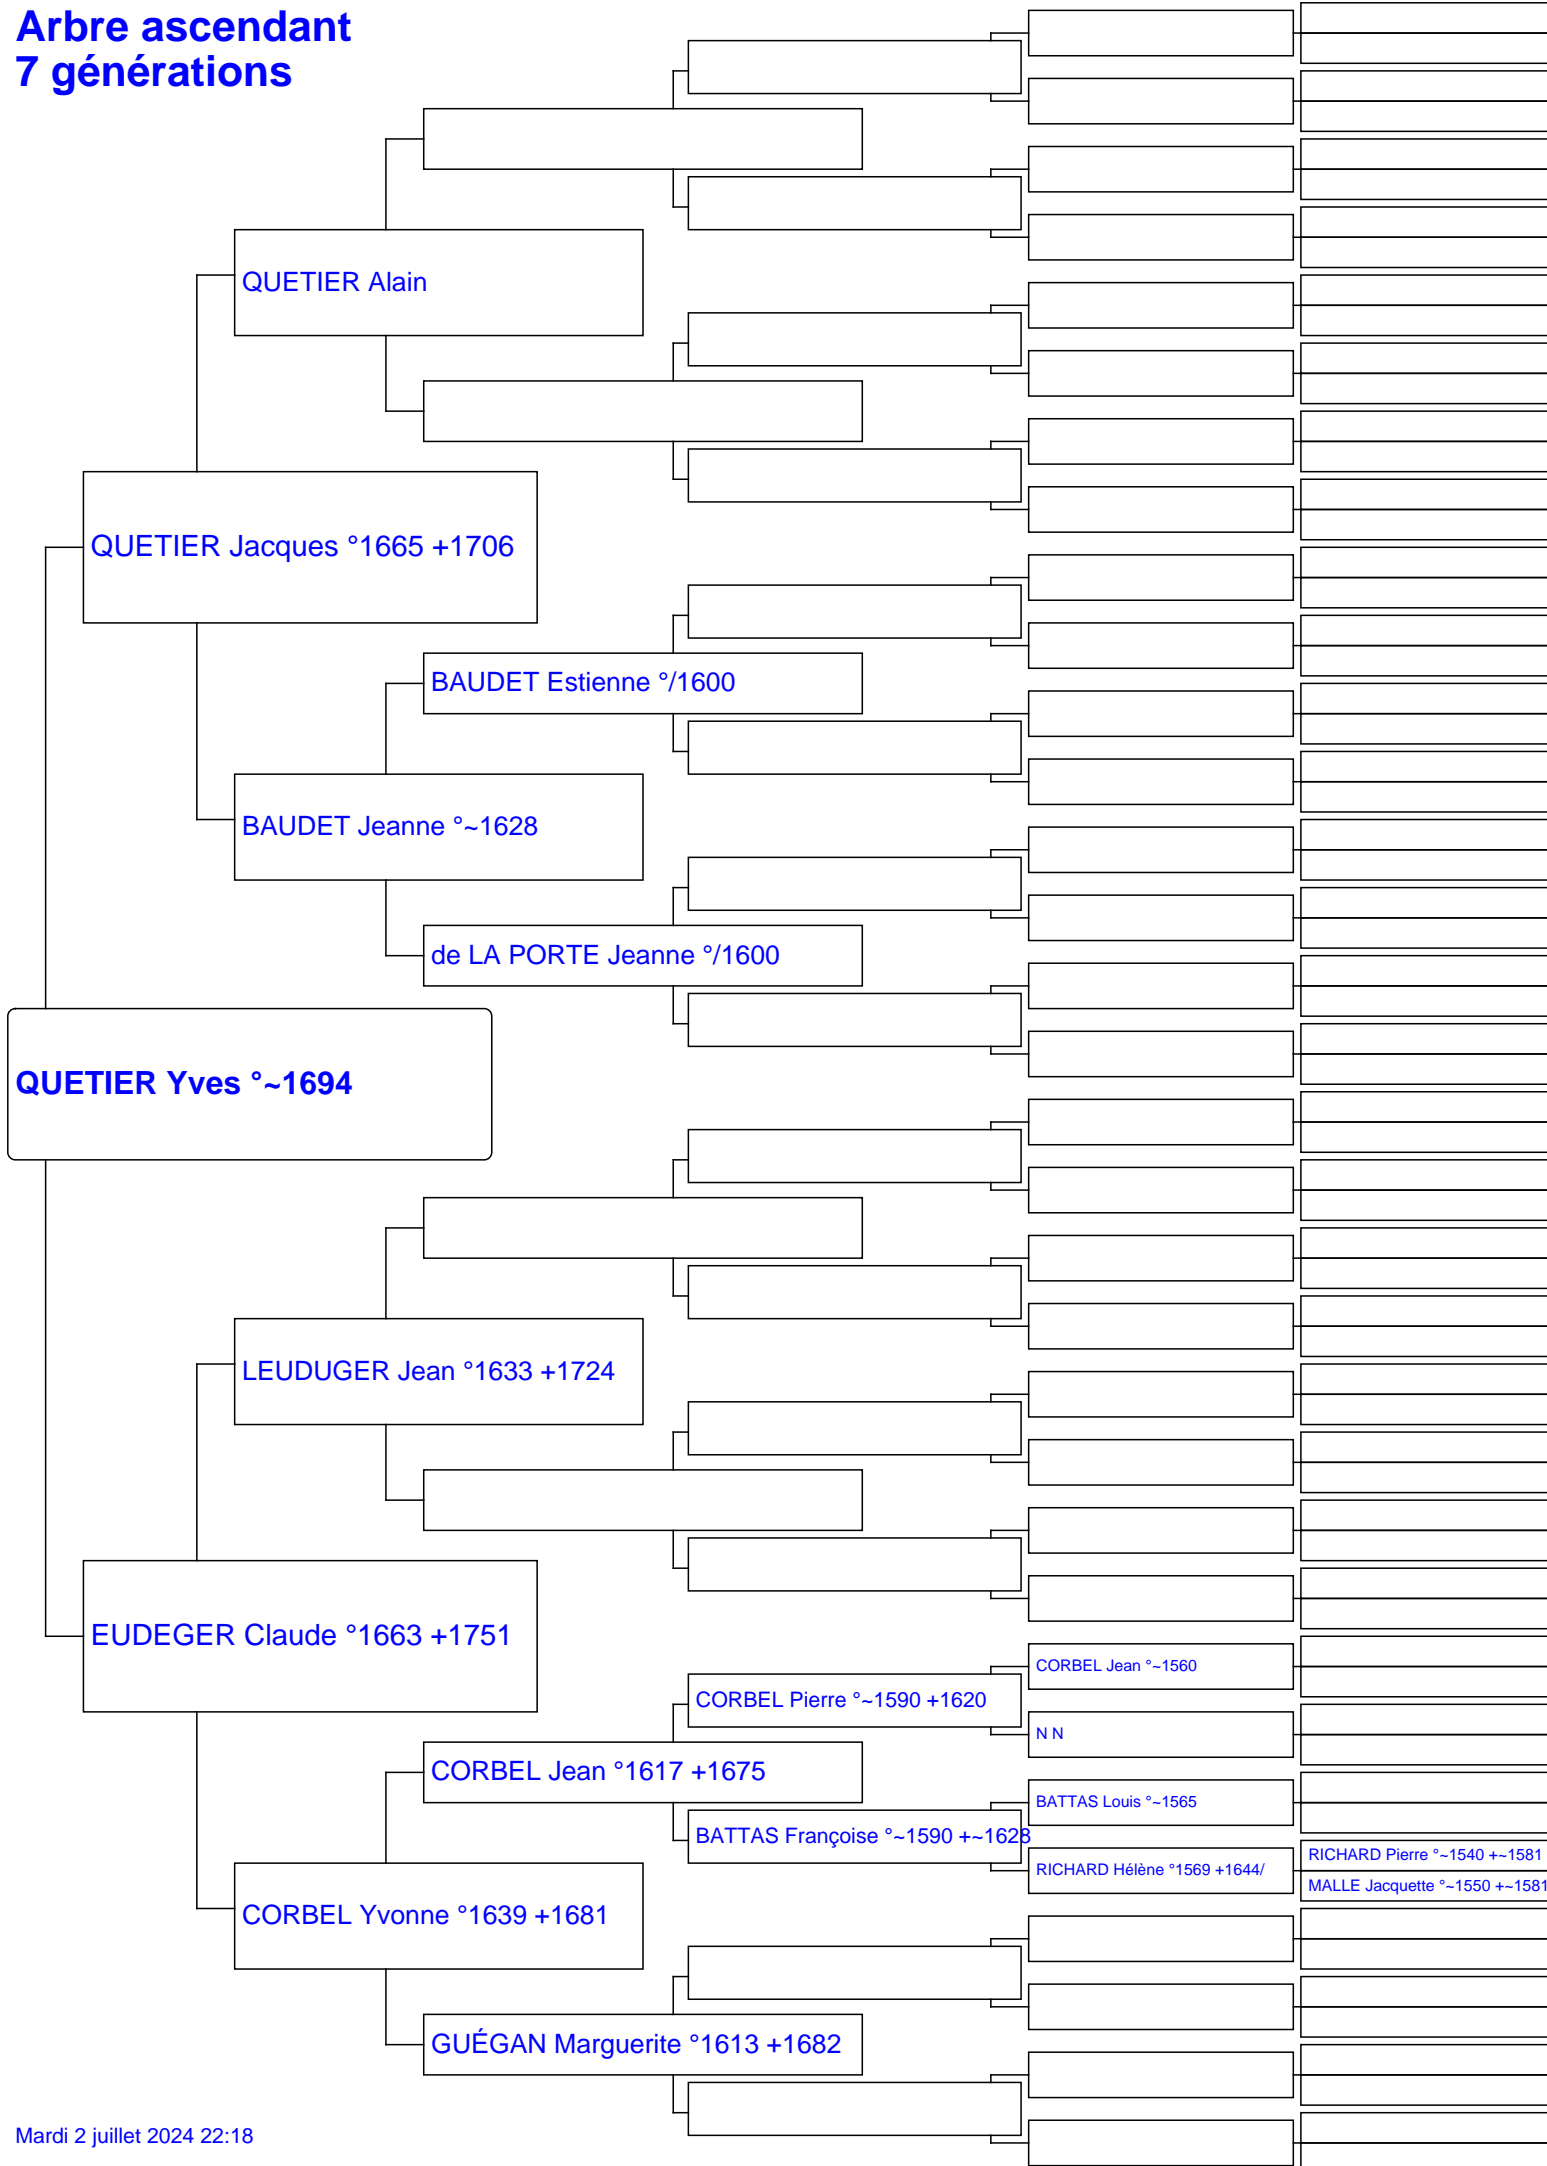 Arbre ascendant
7 générations
QUETIER Alain
QUETIER Jacques °1665 +1706
BAUDET Estienne °/1600
BAUDET Jeanne °~1628
de LA PORTE Jeanne °/1600
QUETIER Yves °~1694
LEUDUGER Jean °1633 +1724
EUDEGER Claude °1663 +1751
CORBEL Jean °~1560
CORBEL Pierre °~1590 +1620
N N
CORBEL Jean °1617 +1675
BATTAS Louis °~1565
BATTAS Françoise °~1590 +~1628
RICHARD Pierre °~1540 +~1581
RICHARD Hélène °1569 +1644/
MALLE Jacquette °~1550 +~1581
CORBEL Yvonne °1639 +1681
GUÉGAN Marguerite °1613 +1682
Mardi 2 juillet 2024 22:18